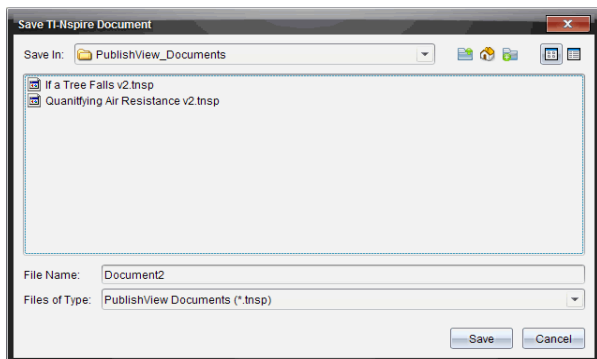 Save TI-Nspire Document
Save In: PublishView_Documents
If a Tree Falls v2.tnsp
Quanitfying Air Resistance v2.tnsp
File Name: Document2
Files of Type: PublishView Documents (*.tnsp)
Save Cancel